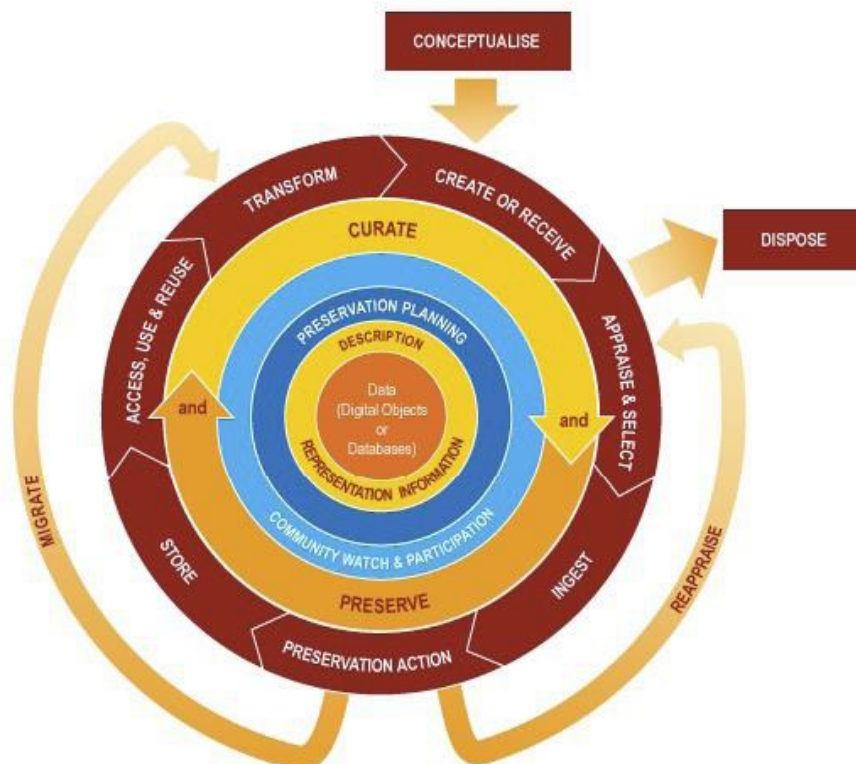 CONCEPTUALISE
TRANSFORM
CREATE OR RECEIVE
DISPOSE
CURATE
ACCESS, USE & REUSE
APPRAISE & SELECT
PRESERVATION PLANNING
DESCRIPTION
Data
(Digital Objects
or
Databases)
and
and
REPRESENTATION INFORMATION
COMMUNITY WATCH & PARTICIPATION
MIGRATE
STORE
INGEST
REAPPRAISE
PRESERVE
PRESERVATION ACTION